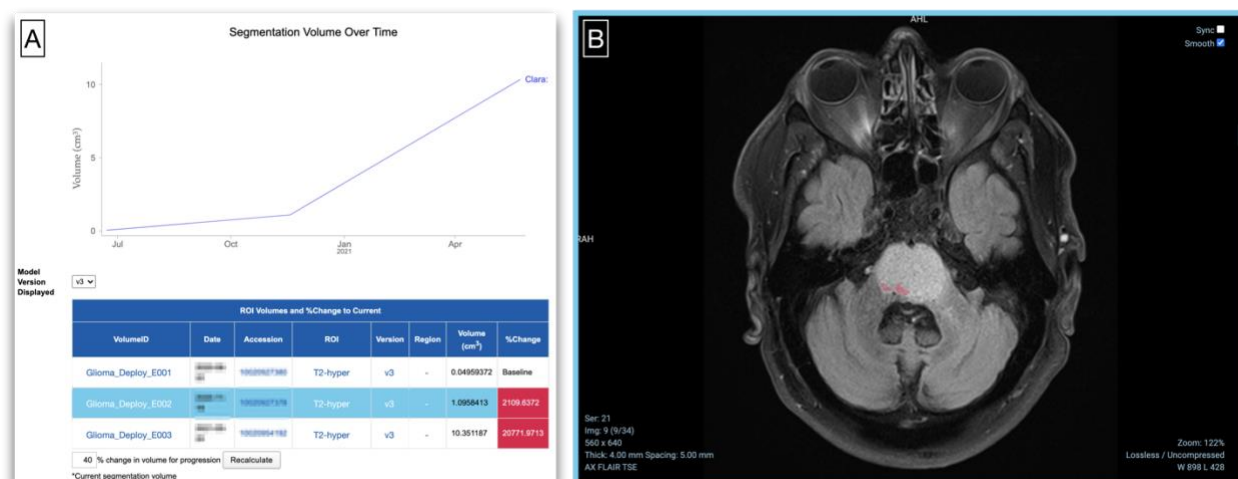 A
Segmentation Volume Over Time
Volume (cm³)
10
5
0
Clara:
Jul
Oct
Jan
2021
Apr
Model
Version
Displayed
v3
ROI Volumes and %Change to Current
VolumeID Date Accession ROI Version Region Volume (cm³) %Change
Glioma_Deploy_E001 T2-hyper v3 - 0.04959372 Baseline
Glioma_Deploy_E002 T2-hyper v3 - 1.0958413 2109.6372
Glioma_Deploy_E003 T2-hyper v3 - 10.351187 20771.9713
40 % change in volume for progression Recalculate
*Current segmentation volume
B
AHL
Sync
Smooth
RAH
Ser: 21
Img: 9 (9/34)
560 x 640
Thick: 4.00 mm Spacing: 5.00 mm
AX FLAIR TSE
Zoom: 122%
Lossless / Uncompressed
W 898 L 428